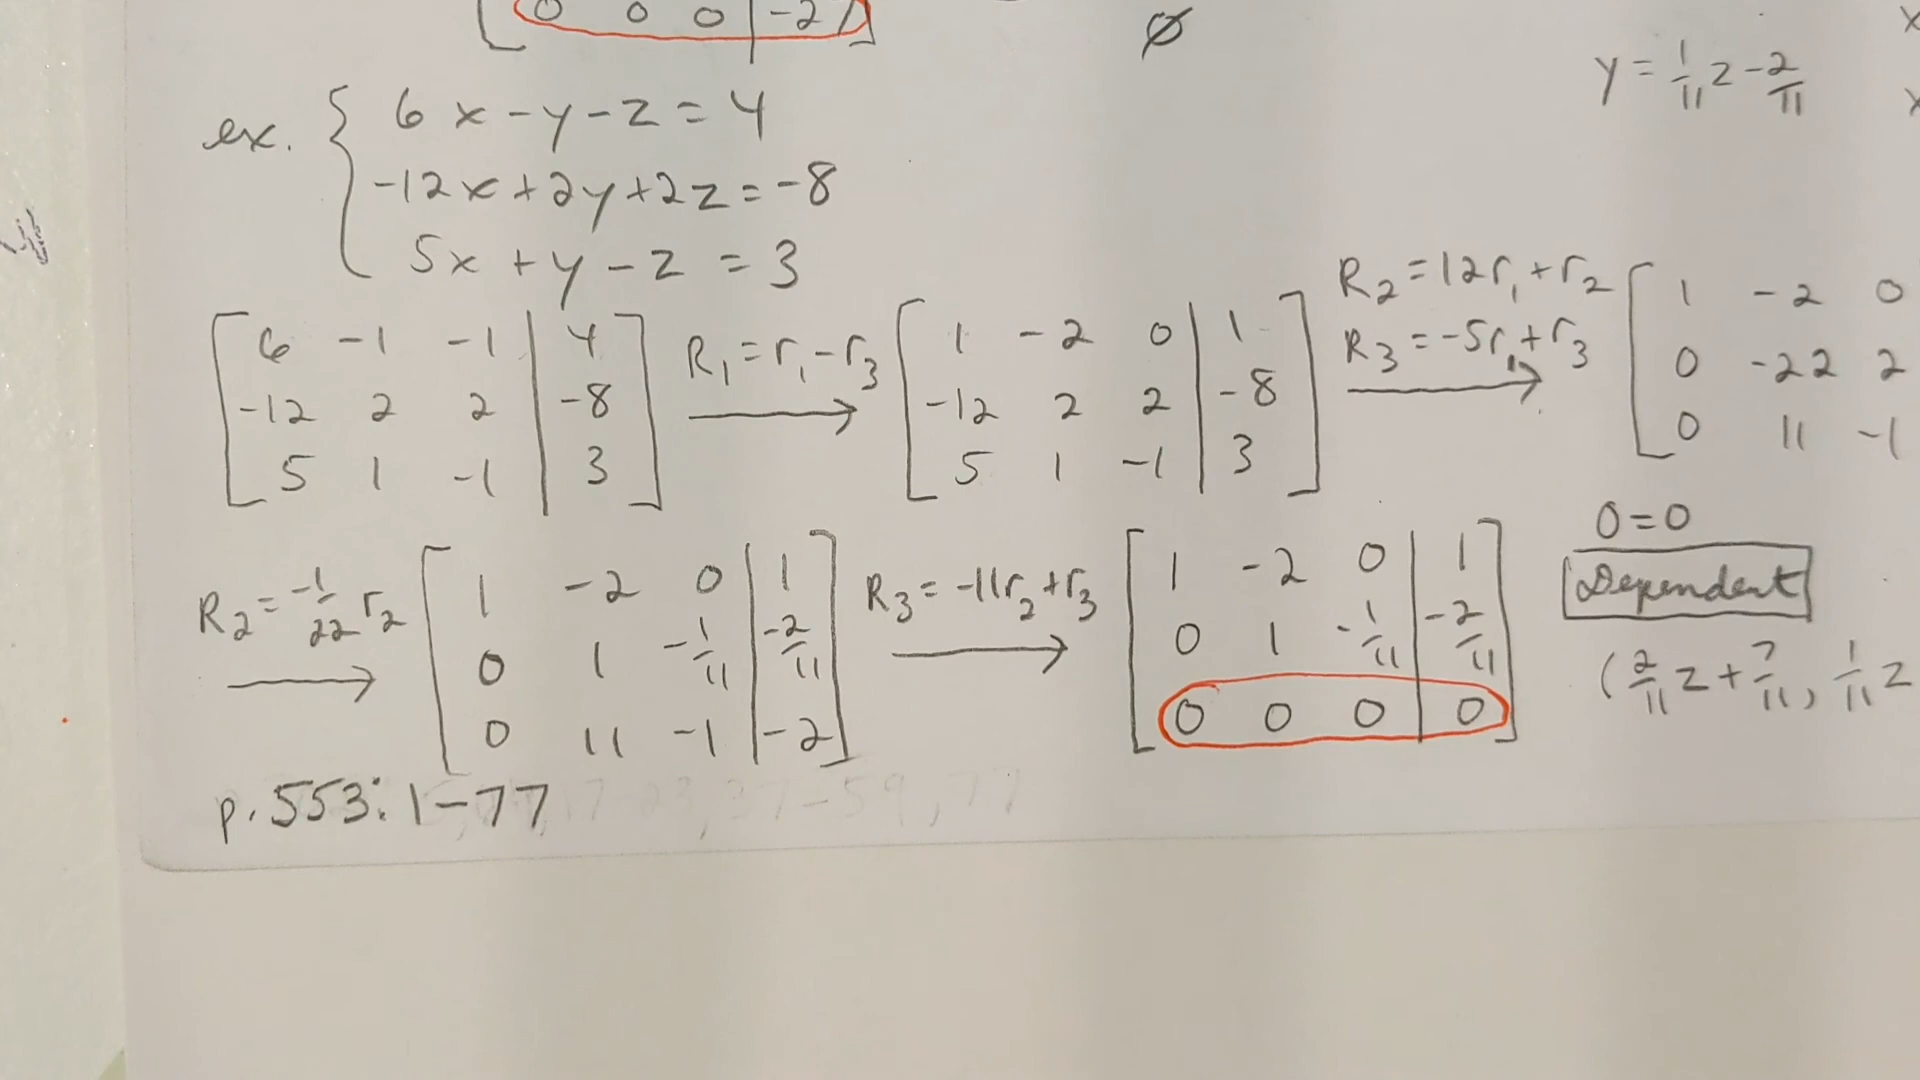 0 0 0 | -2
∅
y = 1/11 z - 2/11
ex. { 6x - y - z = 4
-12x + 2y + 2z = -8
5x + y - z = 3
[ 6 -1 -1 | 4 ]
[ -12 2 2 | -8 ]
[ 5 1 -1 | 3 ]
R₁ = r₁ - r₃
[ 1 -2 0 | 1 ]
[ -12 2 2 | -8 ]
[ 5 1 -1 | 3 ]
R₂ = 12r₁ + r₂
R₃ = -5r₁ + r₃
[ 1 -2 0
[ 0 -22 2
[ 0 11 -1
R₂ = -1/22 r₂
[ 1 -2 0 | 1 ]
[ 0 1 -1/11 | -2/11 ]
[ 0 11 -1 | -2 ]
R₃ = -11r₂ + r₃
[ 1 -2 0 | 1 ]
[ 0 1 -1/11 | -2/11 ]
[ 0 0 0 | 0 ]
0 = 0
Dependent
(2/11 z + 7/11, 1/11 z
p. 553: 1-77